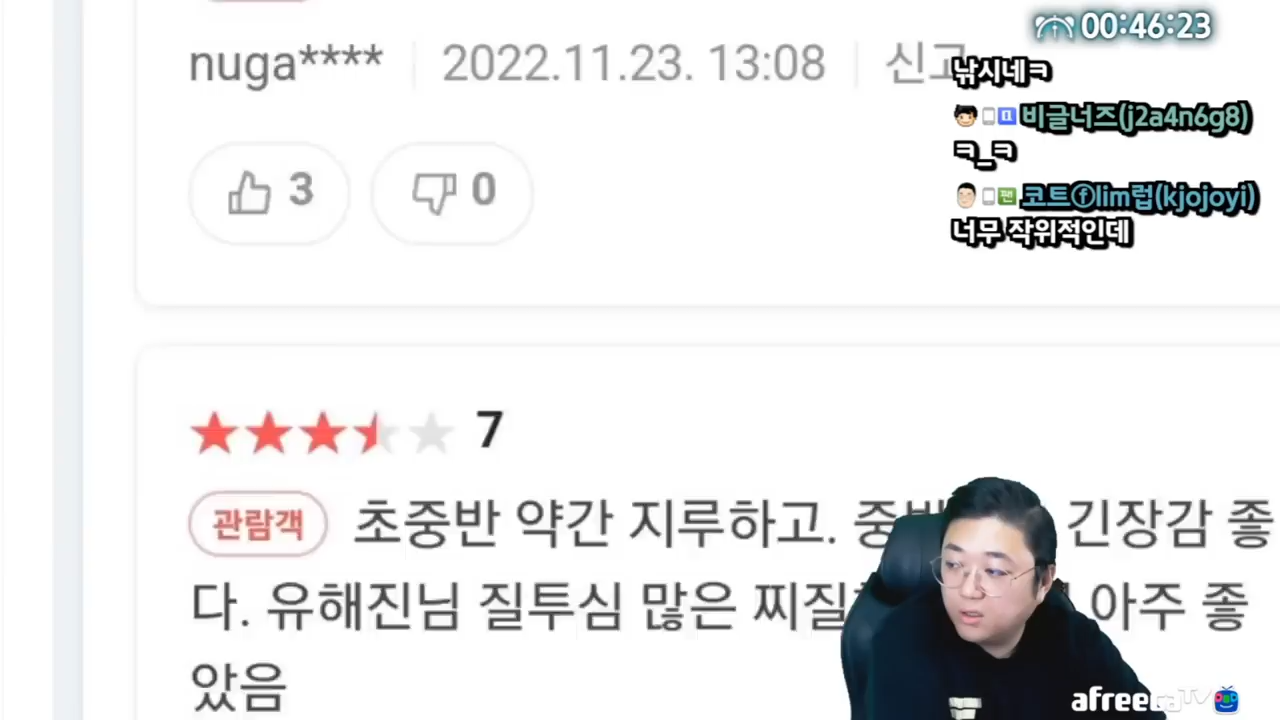 00:46:23
nuga**** 2022.11.23. 13:08 신고
낚시네ㅋ
비글너즈(j2a4n6g8)
ㅋ_ㅋ
코트ⓕlim럽(kjojoyi)
너무 작위적인데
3 0
7
관람객 초중반 약간 지루하고. 긴장감 좋
다. 유해진님 질투심 많은 아주 좋
았음
afreecaTV